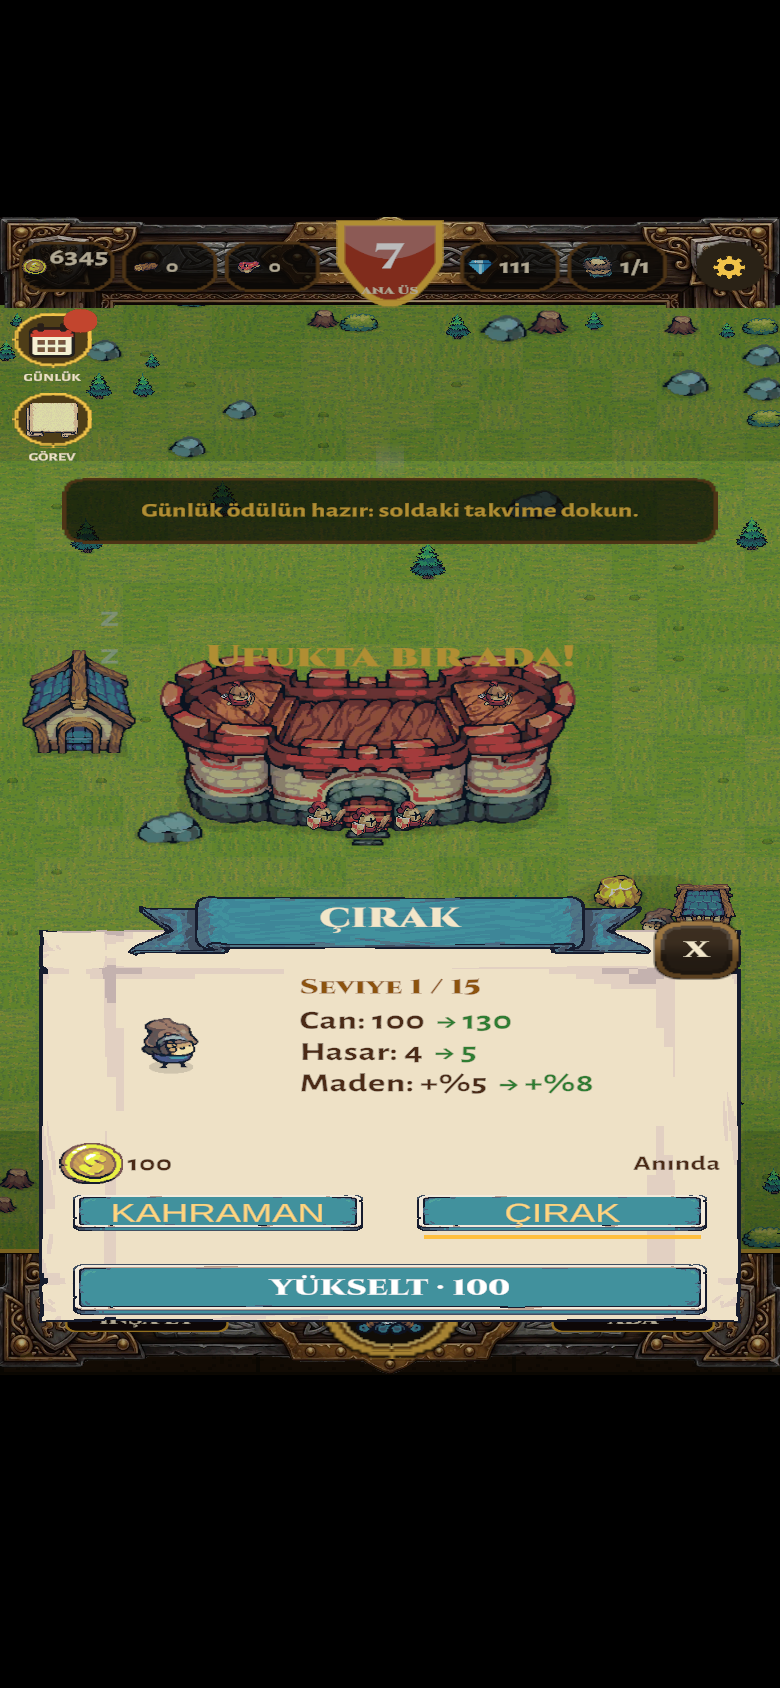 6345
0
0
7
ANA ÜS
111
1/1
GÜNLÜK
GÖREV
Günlük ödülün hazır: soldaki takvime dokun.
Z
Z
UFUKTA BIR ADA!
ÇIRAK
X
SEVIYE 1 / 15
Can: 100 → 130
Hasar: 4 → 5
Maden: +%5 → +%8
100
Anında
KAHRAMAN
ÇIRAK
YÜKSELT · 100